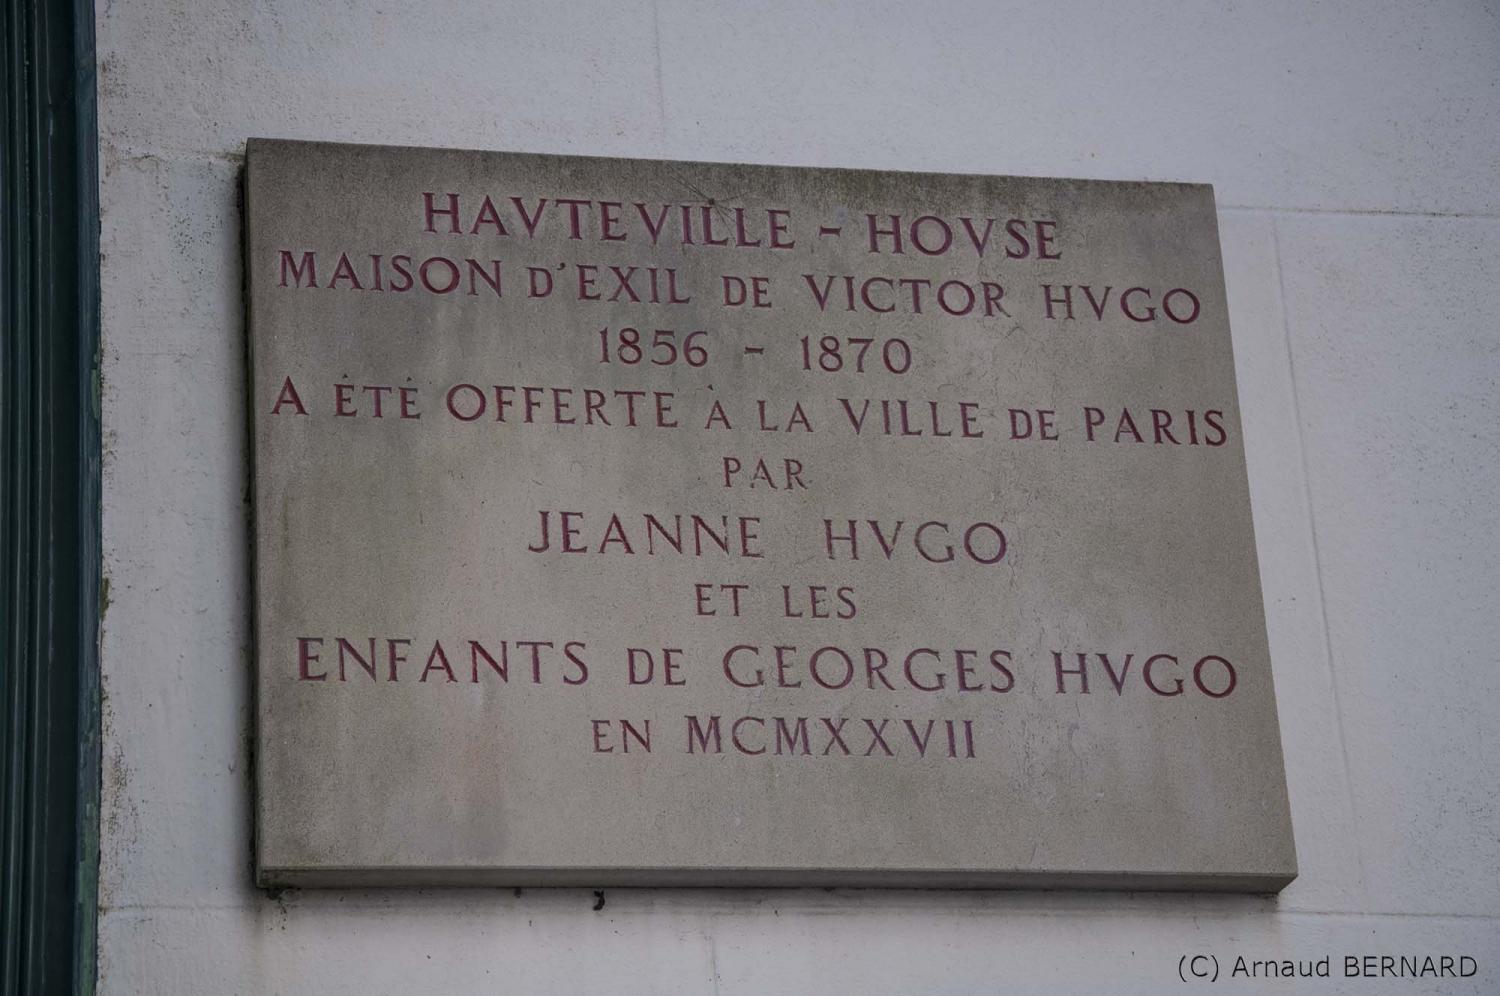 HAVTEVILLE - HOVSE
MAISON D'EXIL DE VICTOR HVGO
1856 - 1870
A ÉTÉ OFFERTE À LA VILLE DE PARIS
PAR
JEANNE HVGO
ET LES
ENFANTS DE GEORGES HVGO
EN MCMXXVII
(C) Arnaud BERNARD